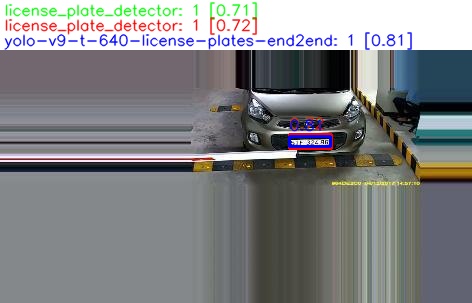 license_plate_detector: 1 [0.71]
license_plate_detector: 1 [0.72]
yolo-v9-t-640-license-plates-end2end: 1 [0.81]